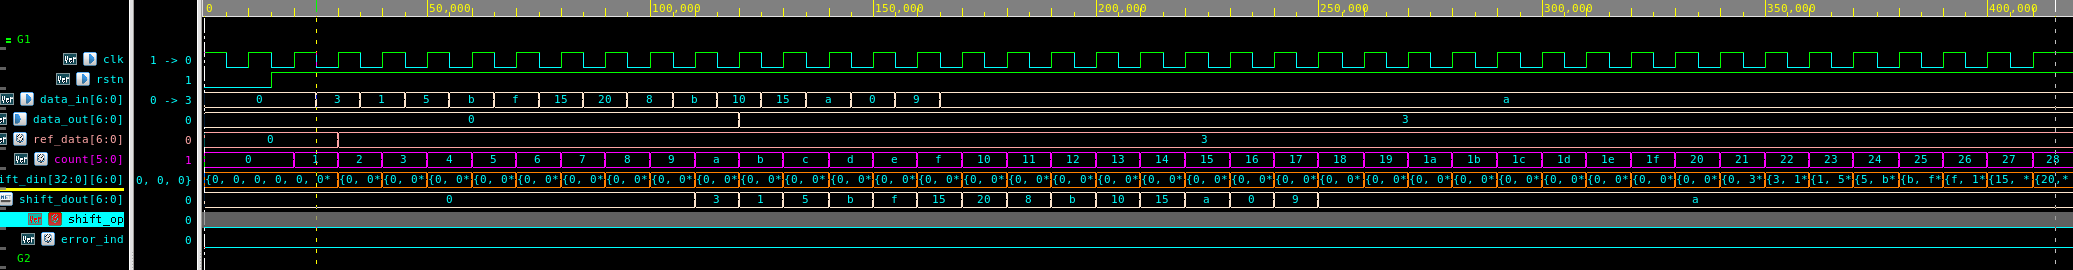 0 50,000 100,000 150,000 200,000 250,000 300,000 350,000 400,000
G1
Ver clk 1 -> 0
Ver rstn 1
Ver data_in[6:0] 0 -> 3 0 3 1 5 b f 15 20 8 b 10 15 a 0 9 a
data_out[6:0] 0 0 3
ref_data[6:0] 0 0 3
Ver count[5:0] 1 0 1 2 3 4 5 6 7 8 9 a b c d e f 10 11 12 13 14 15 16 17 18 19 1a 1b 1c 1d 1e 1f 20 21 22 23 24 25 26 27 28
ift_din[32:0][6:0] 0, 0, 0} {0, 0, 0, 0, 0, 0* {0, 0* {0, 0* {0, 0* {0, 0* {0, 0* {0, 0* {0, 0* {0, 0* {0, 0* {0, 0* {0, 0* {0, 0* {0, 0* {0, 0* {0, 0* {0, 0* {0, 0* {0, 0* {0, 0* {0, 0* {0, 0* {0, 0* {0, 0* {0, 0* {0, 0* {0, 0* {0, 0* {0, 0* {0, 0* {0, 0* {0, 0* {0, 3* {3, 1* {1, 5* {5, b* {b, f* {f, 1* {15, * {20,*
shift_dout[6:0] 0 0 3 1 5 b f 15 20 8 b 10 15 a 0 9 a
Ver shift_op 0
Ver error_ind 0
G2